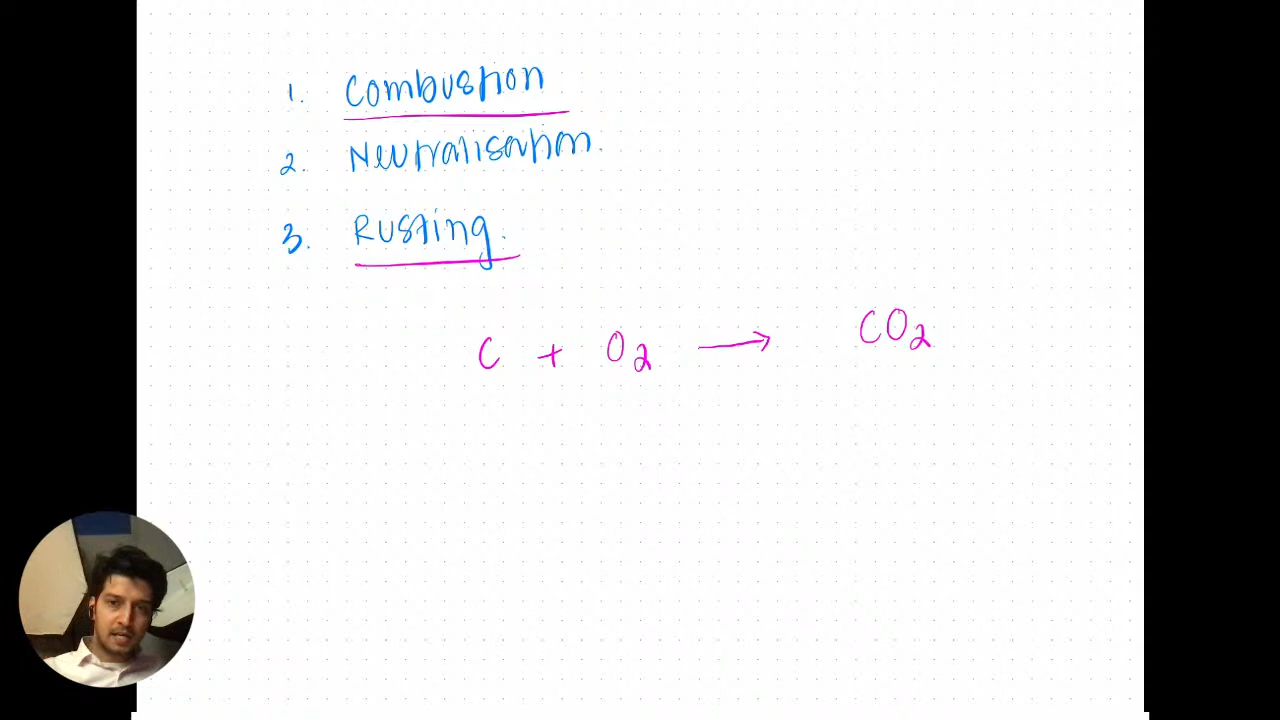 1. Combustion
2. Neutralisation.
3. Rusting.
C + O2 → CO2